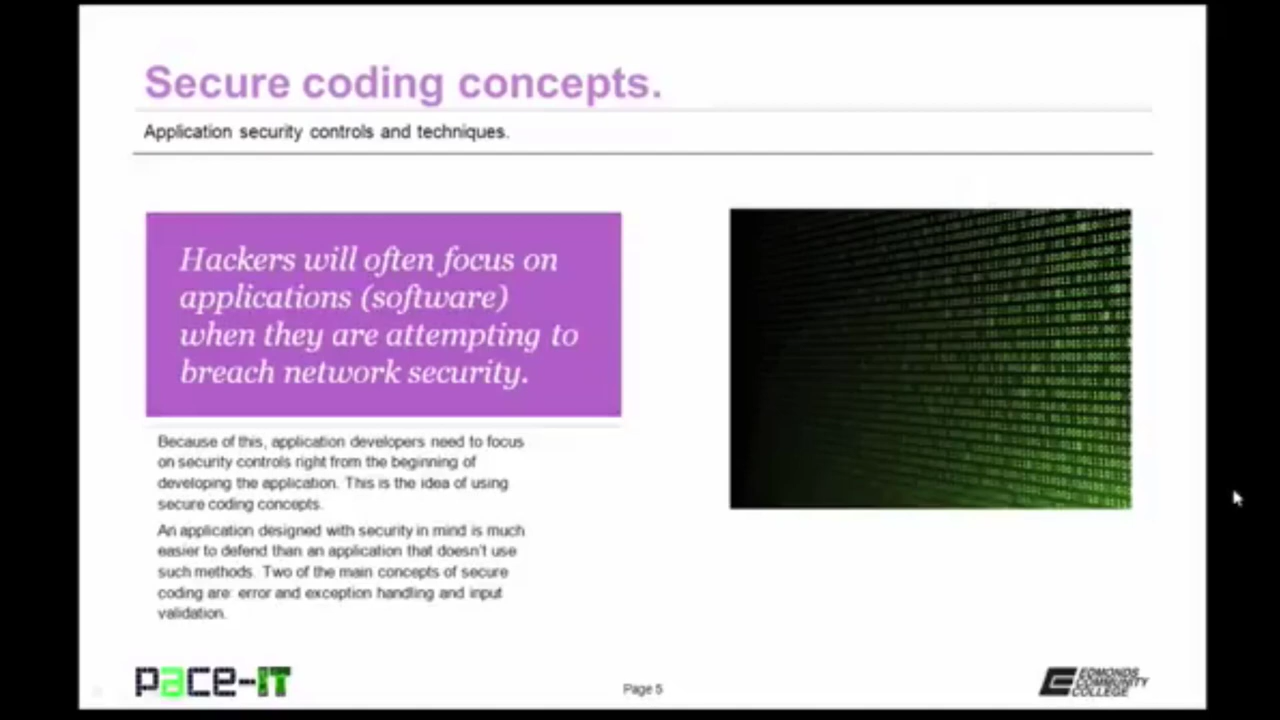 Secure coding concepts.
Application security controls and techniques.
Hackers will often focus on
applications (software)
when they are attempting to
breach network security.
Because of this, application developers need to focus
on security controls right from the beginning of
developing the application. This is the idea of using
secure coding concepts.
An application designed with security in mind is much
easier to defend than an application that doesn't use
such methods. Two of the main concepts of secure
coding are: error and exception handling and input
validation.
pace-IT
Page 5
EDMONDS
COMMUNITY
COLLEGE